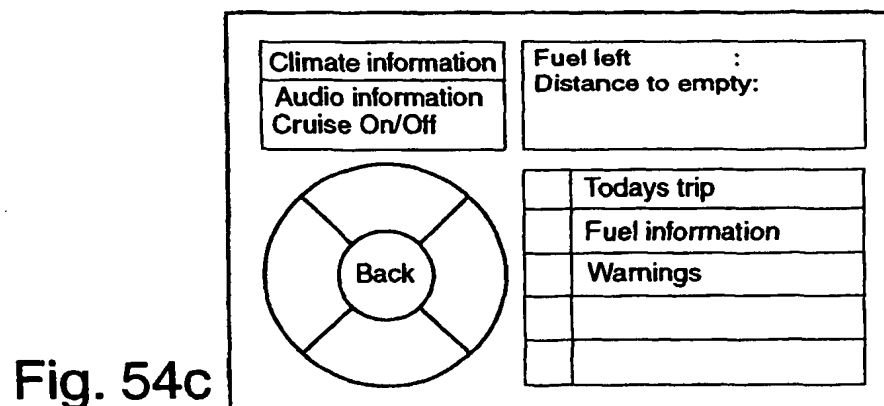 Climate information
Audio information
Cruise On/Off
Fuel left :
Distance to empty:
Back
Todays trip
Fuel information
Warnings
Fig. 54c